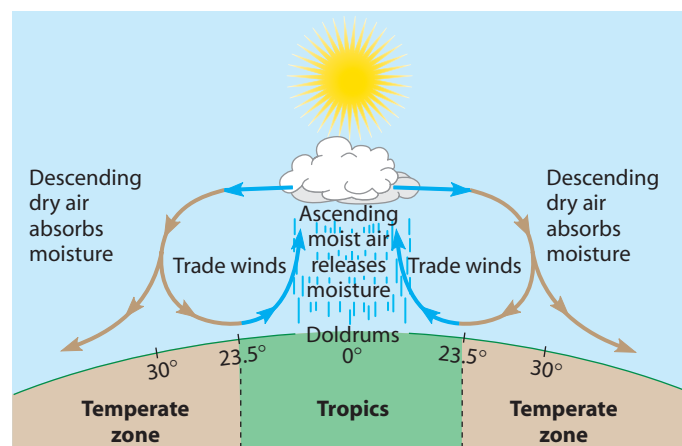 Descending
dry air
absorbs
moisture
Ascending
moist air
releases
moisture
Descending
dry air
absorbs
moisture
Trade winds
Trade winds
Doldrums
30°
23.5°
0°
23.5°
30°
Temperate
zone
Tropics
Temperate
zone